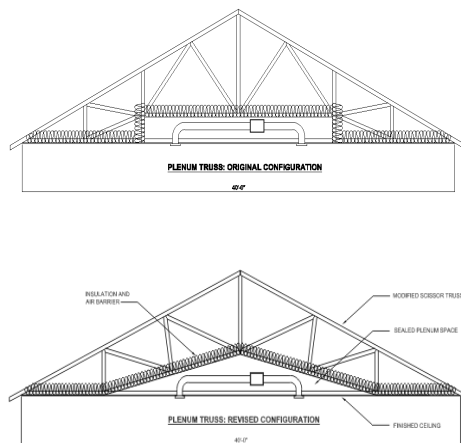 PLENUM TRUSS: ORIGINAL CONFIGURATION
40'-0"
INSULATION AND
AIR BARRIER
MODIFIED SCISSOR TRUSS
SEALED PLENUM SPACE
PLENUM TRUSS: REVISED CONFIGURATION
FINISHED CEILING
40'-0"